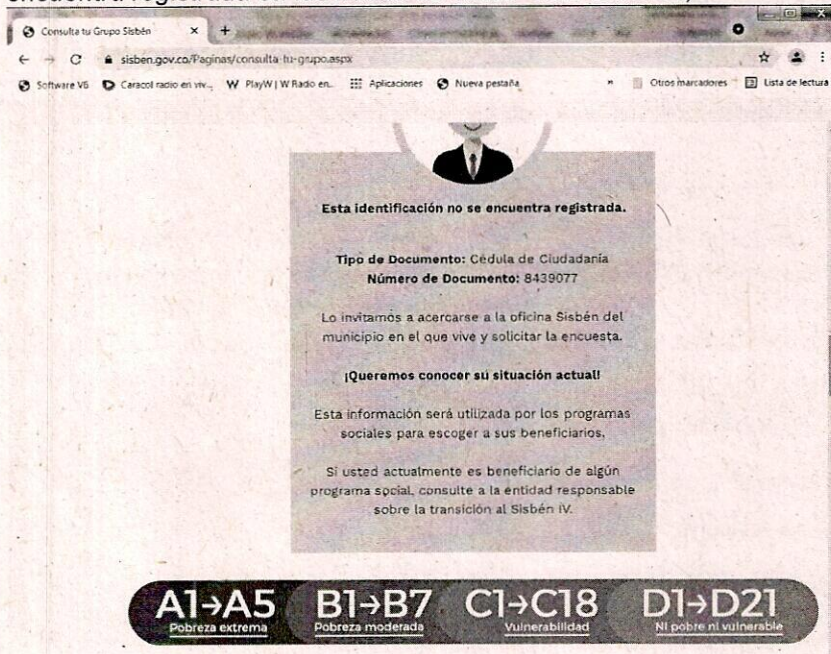 Consulta tu Grupo Sisbén
sisben.gov.co/Paginas/consulta-tu-grupo.aspx
Software V6 Caracol radio en viv... PlayW | W Radio en... Aplicaciones Nueva pestaña » Otros marcadores Lista de lectura
Esta identificación no se encuentra registrada.
Tipo de Documento: Cédula de Ciudadanía
Número de Documento: 8439077
Lo invitamos a acercarse a la oficina Sisbén del
municipio en el que vive y solicitar la encuesta.
¡Queremos conocer su situación actual!
Esta información será utilizada por los programas
sociales para escoger a sus beneficiarios,
Si usted actualmente es beneficiario de algún
programa social, consulte a la entidad responsable
sobre la transición al Sisbén IV.
A1→A5 B1→B7 C1→C18 D1→D21
Pobreza extrema Pobreza moderada Vulnerabilidad Ni pobre ni vulnerable